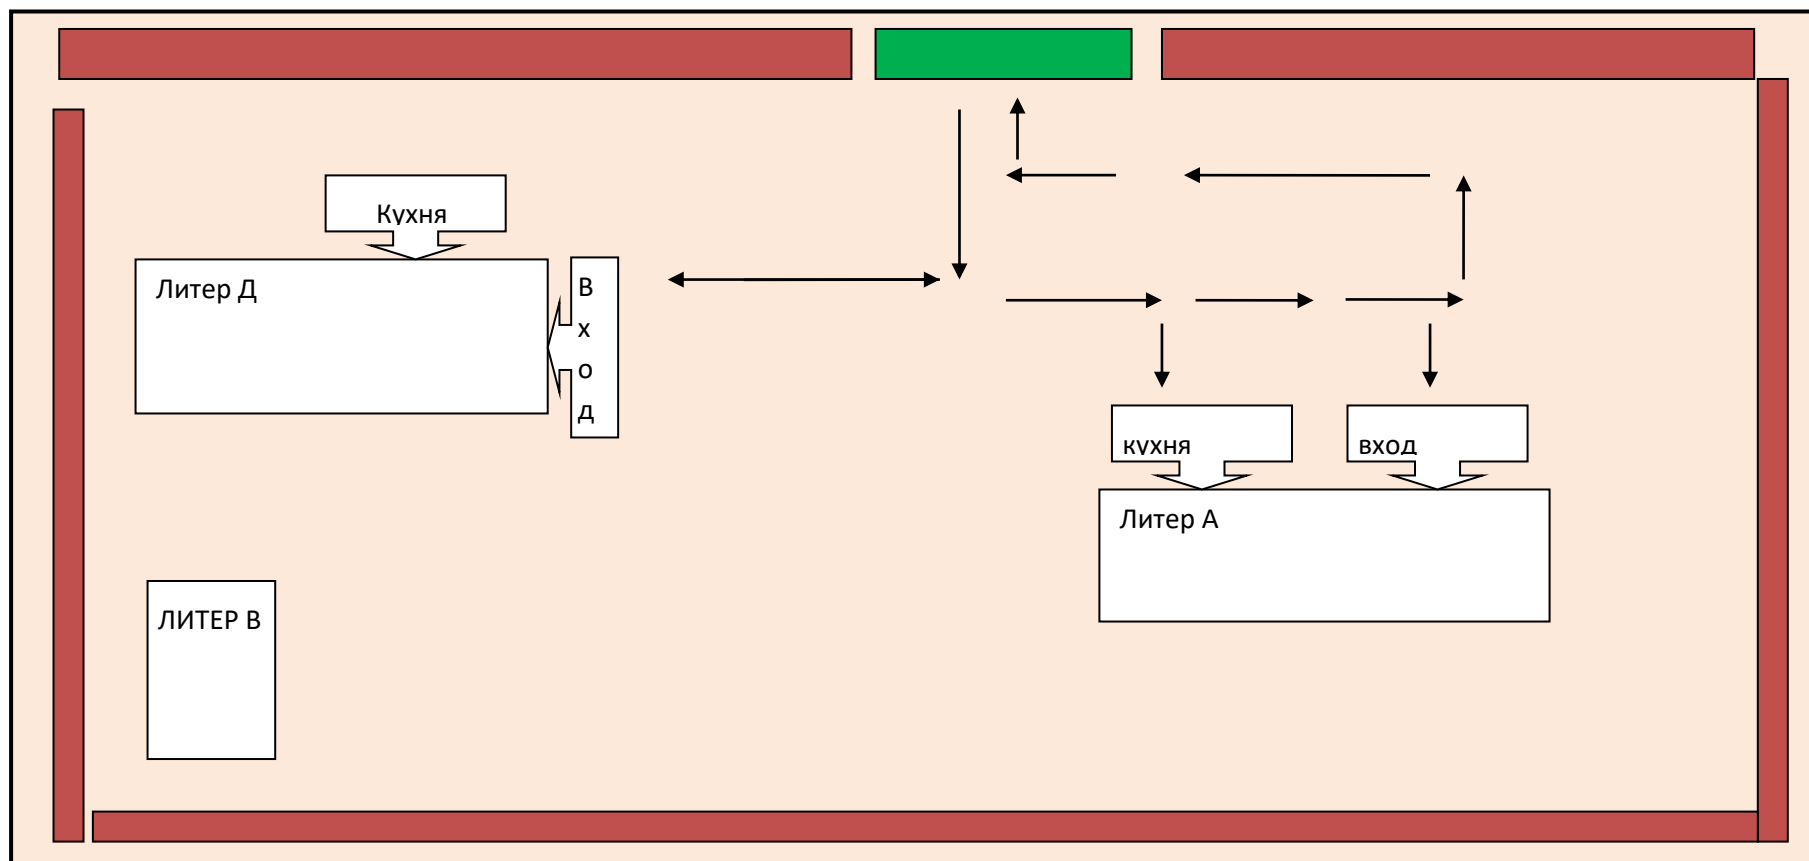 Кухня
Литер Д
В
х
о
д
кухня
вход
Литер А
ЛИТЕР В